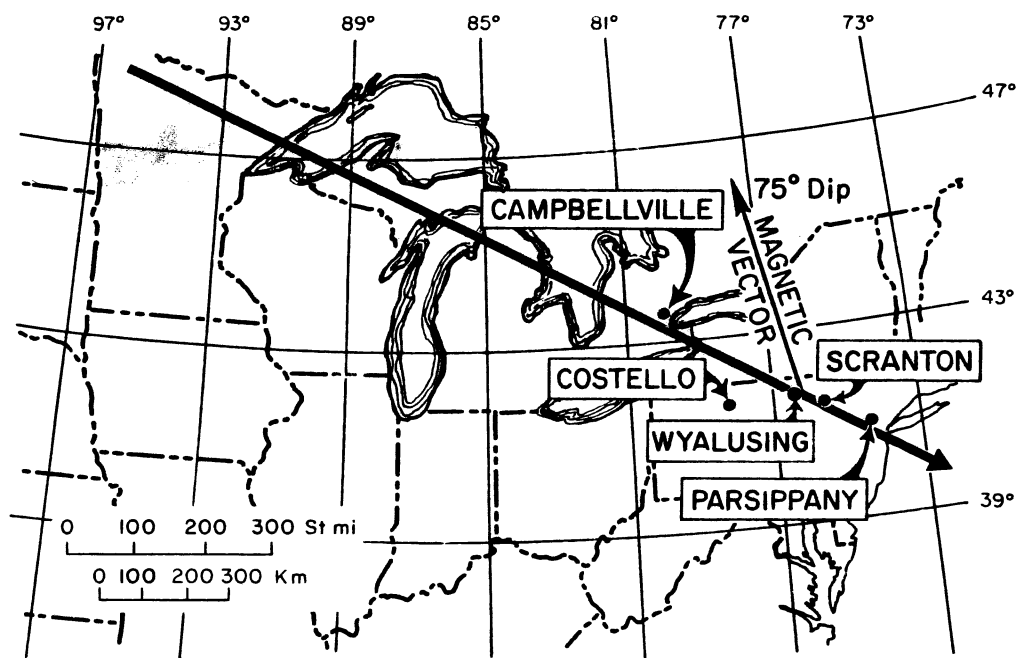 97° 93° 89° 85° 81° 77° 73°
47°
75° Dip
CAMPBELLVILLE
MAGNETIC
VECTOR
43°
SCRANTON
COSTELLO
WYALUSING
PARSIPPANY
39°
0 100 200 300 St mi
0 100 200 300 Km